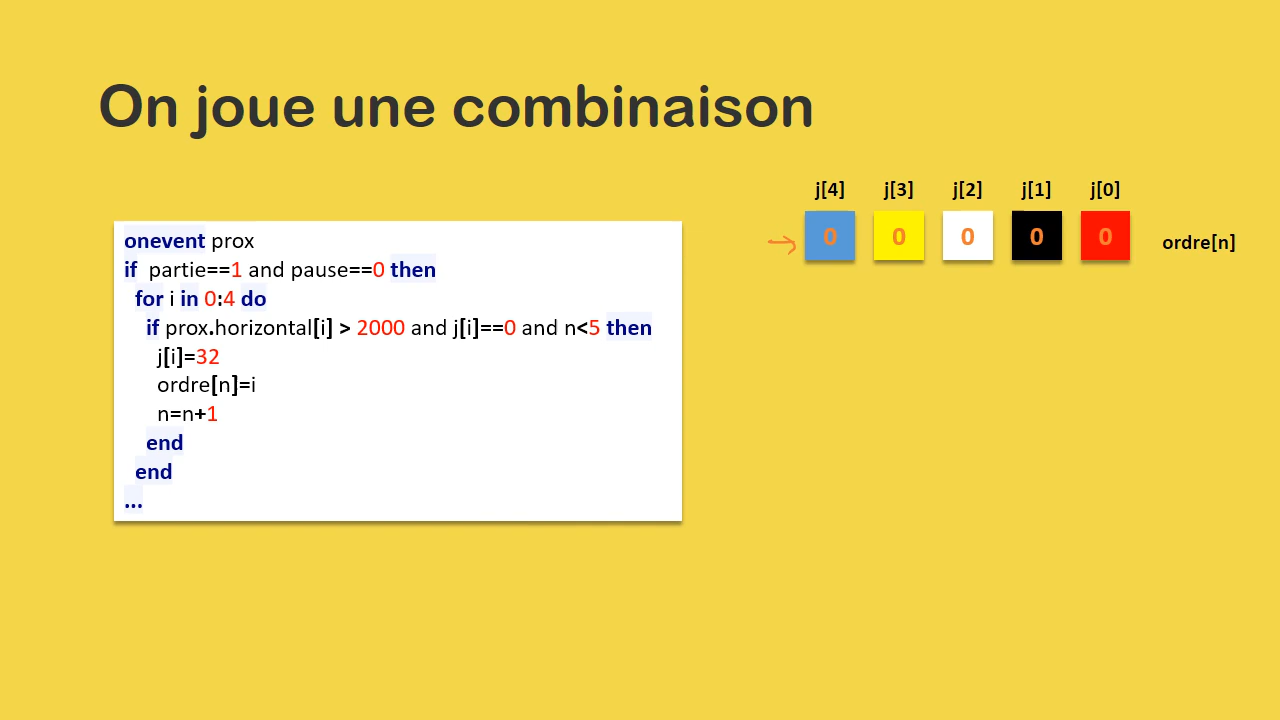 On joue une combinaison
onevent prox
if partie==1 and pause==0 then
for i in 0:4 do
if prox.horizontal[i] > 2000 and j[i]==0 and n<5 then
j[i]=32
ordre[n]=i
n=n+1
end
end
...
j[4] j[3] j[2] j[1] j[0]
0 0 0 0 0 ordre[n]